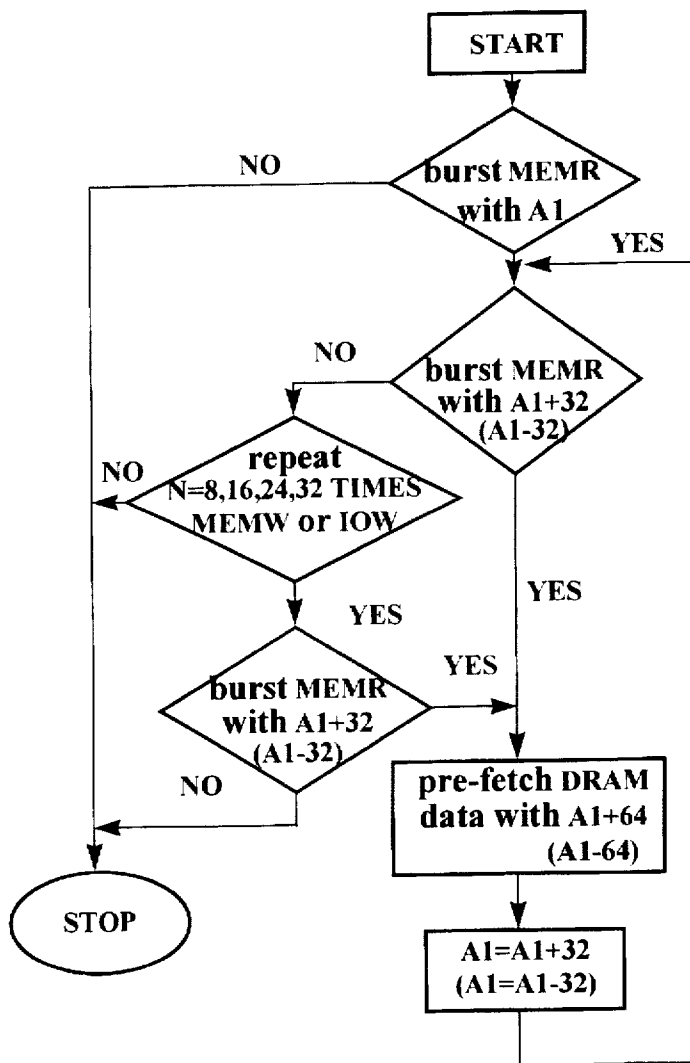 START
NO
burst MEMR
with A1
YES
NO
burst MEMR
with A1+32
(A1-32)
NO
repeat
N=8,16,24,32 TIMES
MEMW or IOW
YES
YES
YES
burst MEMR
with A1+32
(A1-32)
NO
pre-fetch DRAM
data with A1+64
(A1-64)
STOP
A1=A1+32
(A1=A1-32)